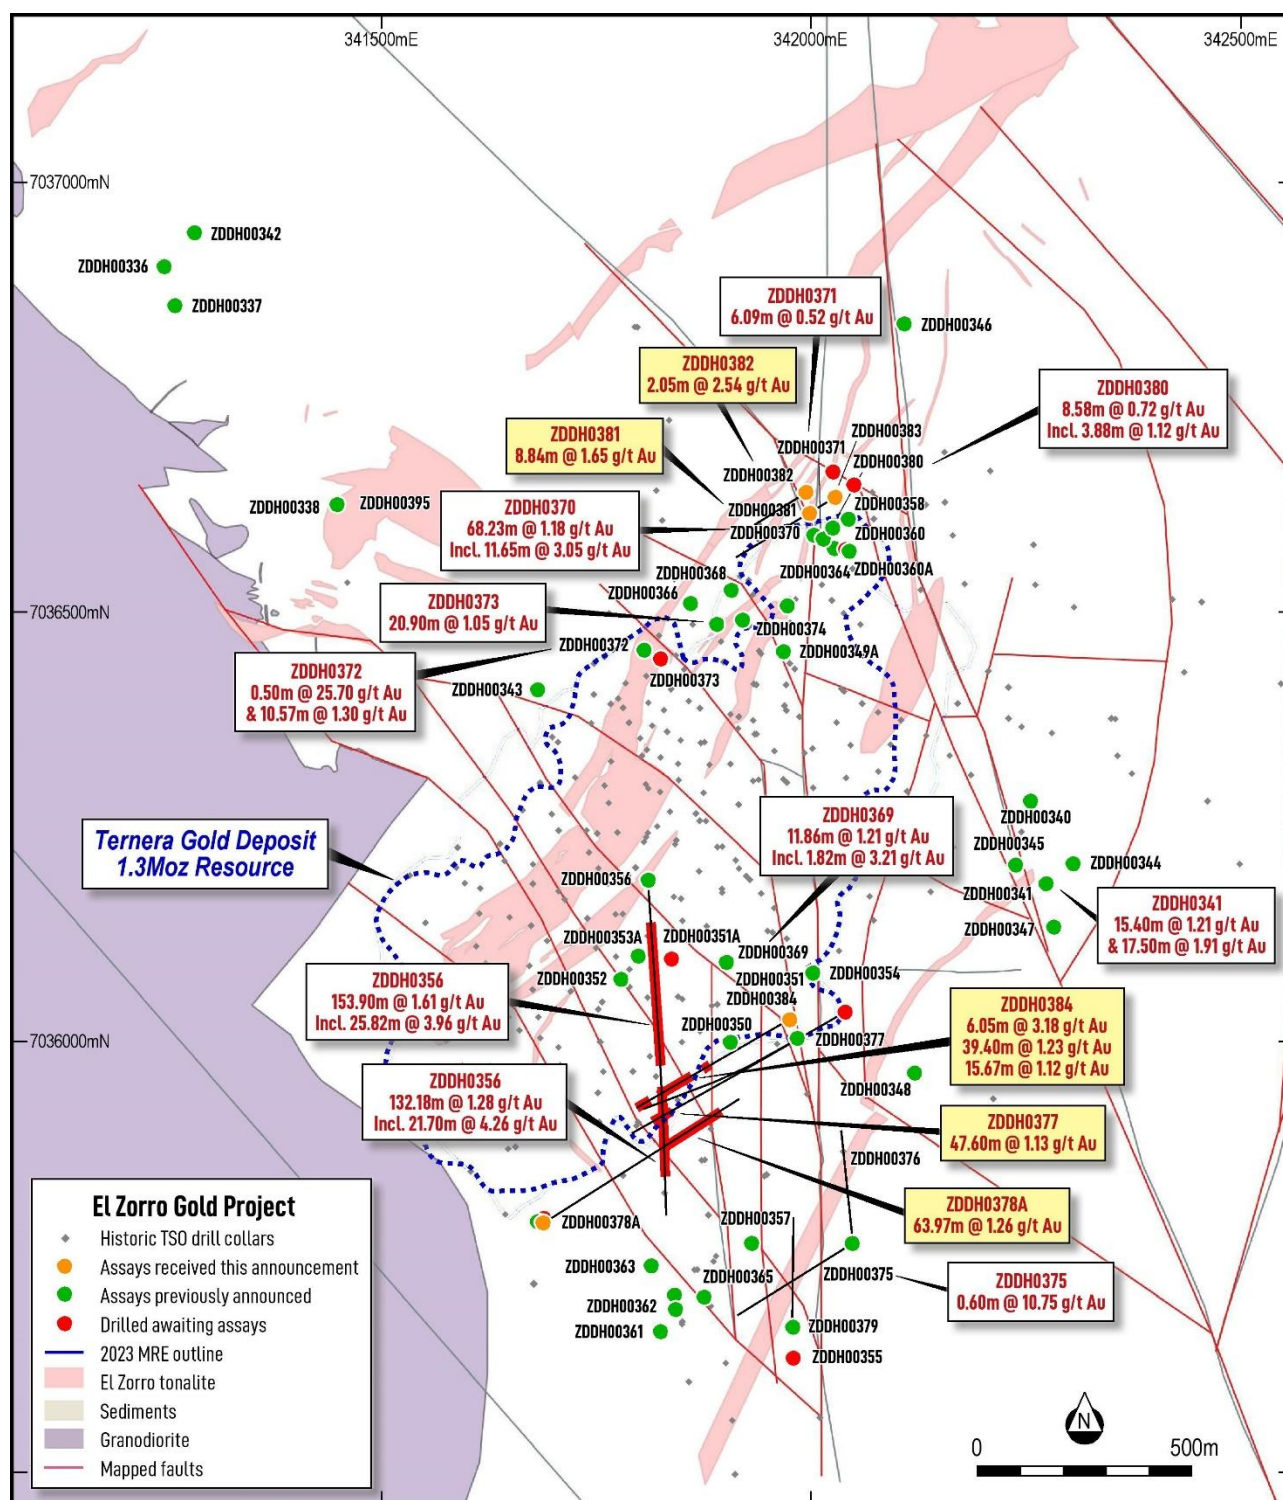 341500mE
342000mE
342500mE
7037000mN
ZDDH00342
ZDDH00336
ZDDH00337
ZDDH0371
6.09m @ 0.52 g/t Au
ZDDH00346
ZDDH0382
2.05m @ 2.54 g/t Au
ZDDH0380
8.58m @ 0.72 g/t Au
Incl. 3.88m @ 1.12 g/t Au
ZDDH0381
8.84m @ 1.65 g/t Au
ZDDH00383
ZDDH00371
ZDDH00380
ZDDH00382
ZDDH00338
ZDDH00395
ZDDH0370
68.23m @ 1.18 g/t Au
Incl. 11.65m @ 3.05 g/t Au
ZDDH00381
ZDDH00358
ZDDH00370
ZDDH00360
ZDDH00364
ZDDH00360A
ZDDH00368
ZDDH00366
7036500mN
ZDDH0373
20.90m @ 1.05 g/t Au
ZDDH00374
ZDDH00372
ZDDH00349A
ZDDH00373
ZDDH0372
0.50m @ 25.70 g/t Au
& 10.57m @ 1.30 g/t Au
ZDDH00343
ZDDH0369
11.86m @ 1.21 g/t Au
Incl. 1.82m @ 3.21 g/t Au
ZDDH00340
Ternera Gold Deposit
1.3Moz Resource
ZDDH00345
ZDDH00344
ZDDH00356
ZDDH00341
ZDDH0341
15.40m @ 1.21 g/t Au
& 17.50m @ 1.91 g/t Au
ZDDH00347
ZDDH00353A
ZDDH00351A
ZDDH00369
ZDDH00352
ZDDH00351
ZDDH00354
ZDDH0356
153.90m @ 1.61 g/t Au
Incl. 25.82m @ 3.96 g/t Au
ZDDH00384
ZDDH00350
ZDDH00377
ZDDH0384
6.05m @ 3.18 g/t Au
39.40m @ 1.23 g/t Au
15.67m @ 1.12 g/t Au
7036000mN
ZDDH00348
ZDDH0356
132.18m @ 1.28 g/t Au
Incl. 21.70m @ 4.26 g/t Au
ZDDH0377
47.60m @ 1.13 g/t Au
ZDDH00376
ZDDH0378A
63.97m @ 1.26 g/t Au
ZDDH00378A
ZDDH00357
ZDDH00363
ZDDH00365
ZDDH00375
ZDDH0375
0.60m @ 10.75 g/t Au
ZDDH00362
ZDDH00361
ZDDH00379
ZDDH00355
El Zorro Gold Project
Historic TSO drill collars
Assays received this announcement
Assays previously announced
Drilled awaiting assays
2023 MRE outline
El Zorro tonalite
Sediments
Granodiorite
Mapped faults
N
0
500m